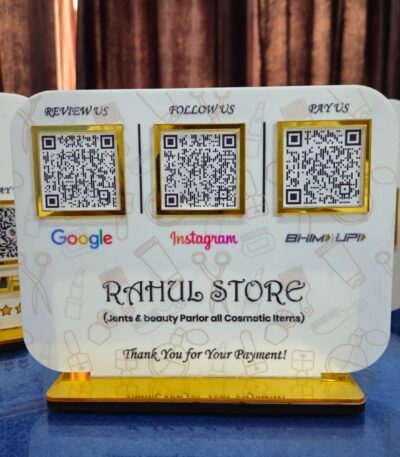 REVIEW US FOLLOW US PAY US
Google Instagram BHIM UPI
RAHUL STORE
(Jents & beauty Parlor all Cosmetic Items)
Thank You for Your Payment!